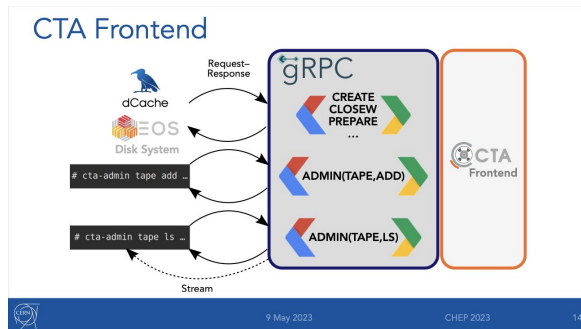 CTA Frontend
Request–
Response
dCache
EOS
Disk System
# cta-admin tape add …
# cta-admin tape ls …
Stream
gRPC
CREATE
CLOSEW
PREPARE
...
ADMIN(TAPE,ADD)
ADMIN(TAPE,LS)
CTA
Frontend
CERN
9 May 2023
CHEP 2023
14